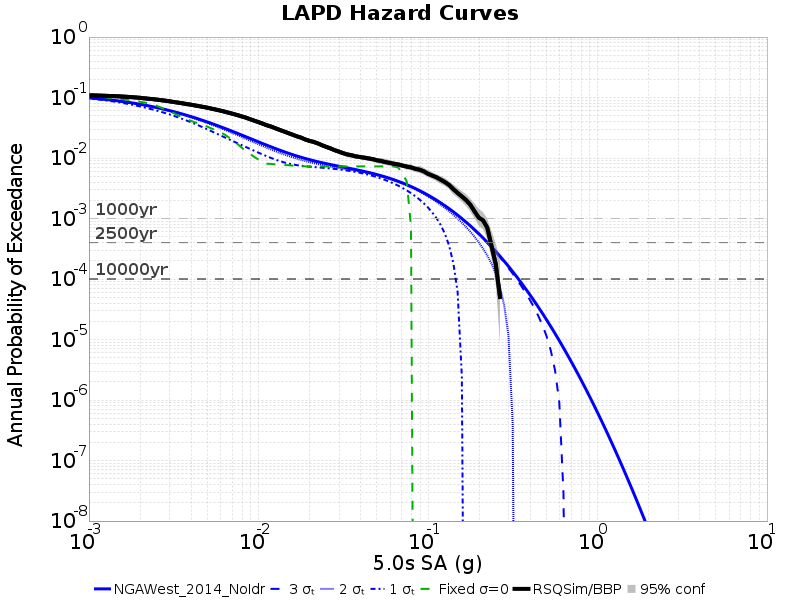 LAPD Hazard Curves
Annual Probability of Exceedance
10^0
10^-1
10^-2
10^-3
10^-4
10^-5
10^-6
10^-7
10^-8
1000yr
2500yr
10000yr
10^-3 10^-2 10^-1 10^0 10^1
5.0s SA (g)
NGAWest_2014_NoIdr 3 σₜ 2 σₜ 1 σₜ Fixed σ=0 RSQSim/BBP 95% conf